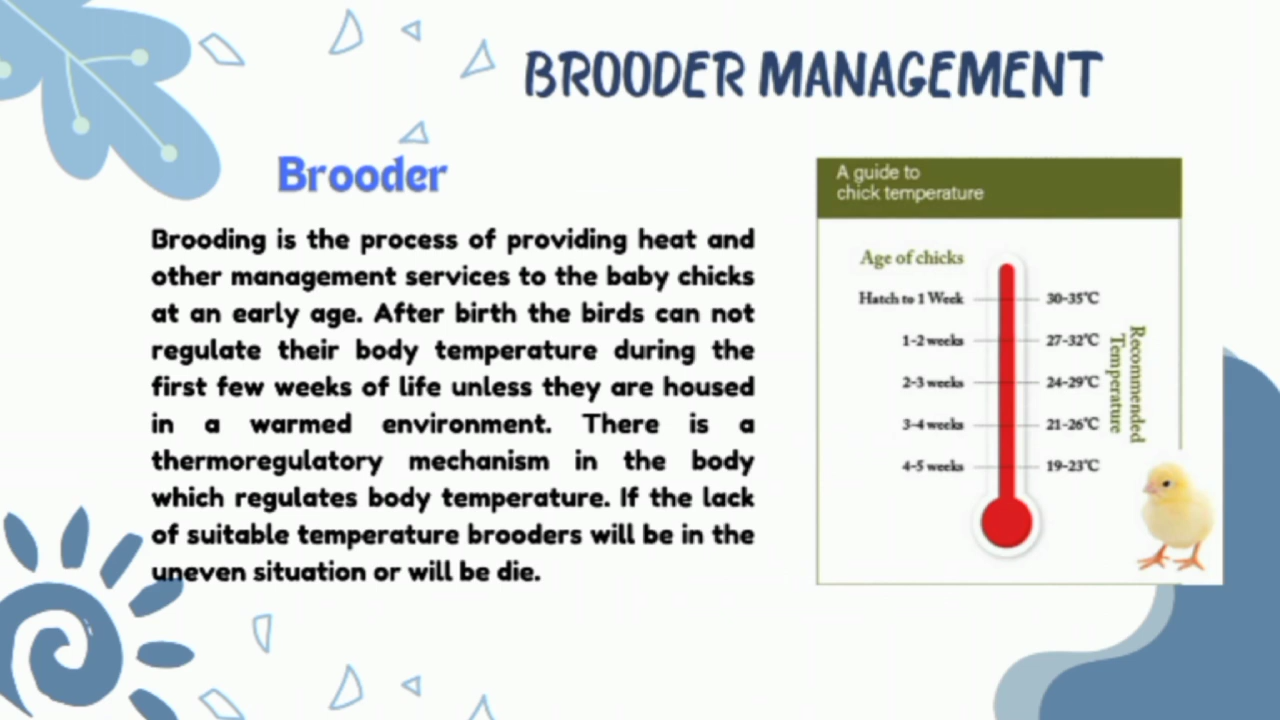 BROODER MANAGEMENT
Brooder
Brooding is the process of providing heat and
other management services to the baby chicks
at an early age. After birth the birds can not
regulate their body temperature during the
first few weeks of life unless they are housed
in a warmed environment. There is a
thermoregulatory mechanism in the body
which regulates body temperature. If the lack
of suitable temperature brooders will be in the
uneven situation or will be die.
A guide to
chick temperature
Age of chicks
Hatch to 1 Week 30-35°C
1-2 weeks 27-32°C
2-3 weeks 24-29°C
3-4 weeks 21-26°C
4-5 weeks 19-23°C
Recommended
Temperature